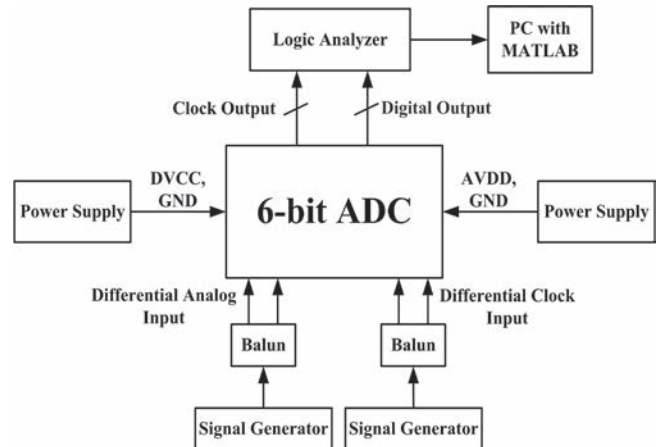 Logic Analyzer
PC with
MATLAB
Clock Output
Digital Output
DVCC,
GND
AVDD,
GND
Power Supply
6-bit ADC
Power Supply
Differential Analog
Input
Differential Clock
Input
Balun
Balun
Signal Generator
Signal Generator